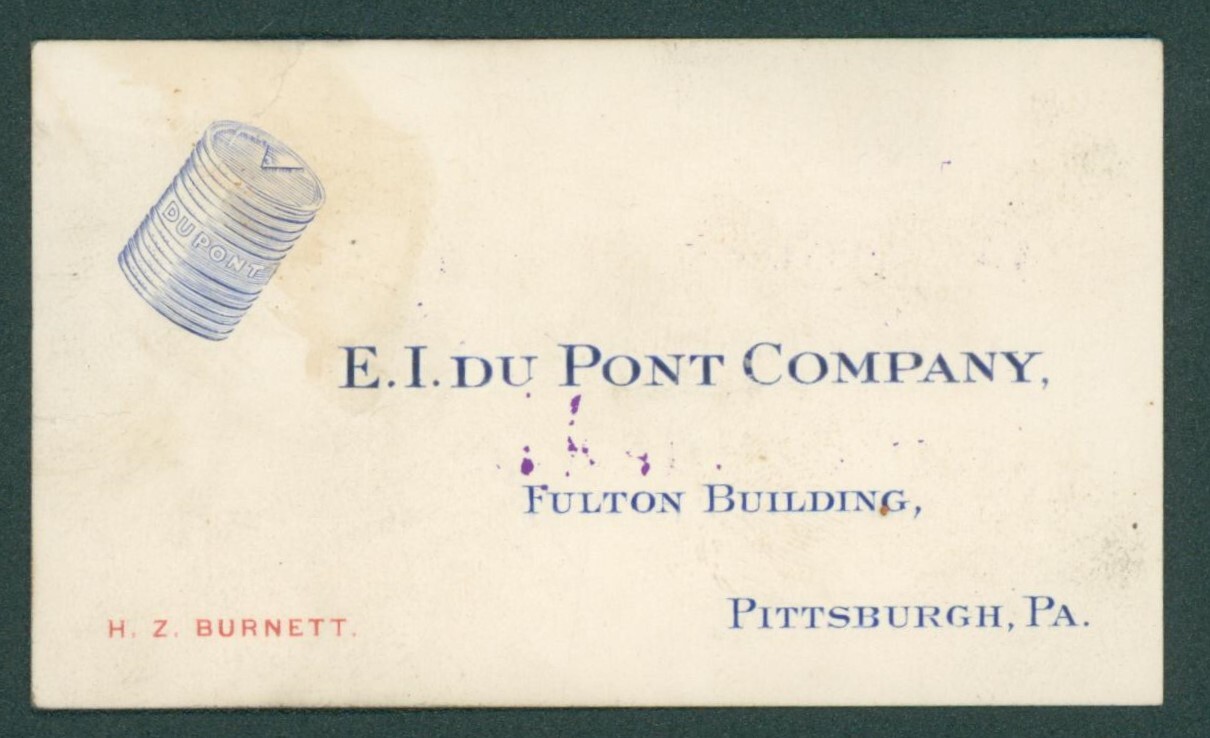 DU PONT
E.I. DU PONT COMPANY,
FULTON BUILDING,
PITTSBURGH, PA.
H. Z. BURNETT.